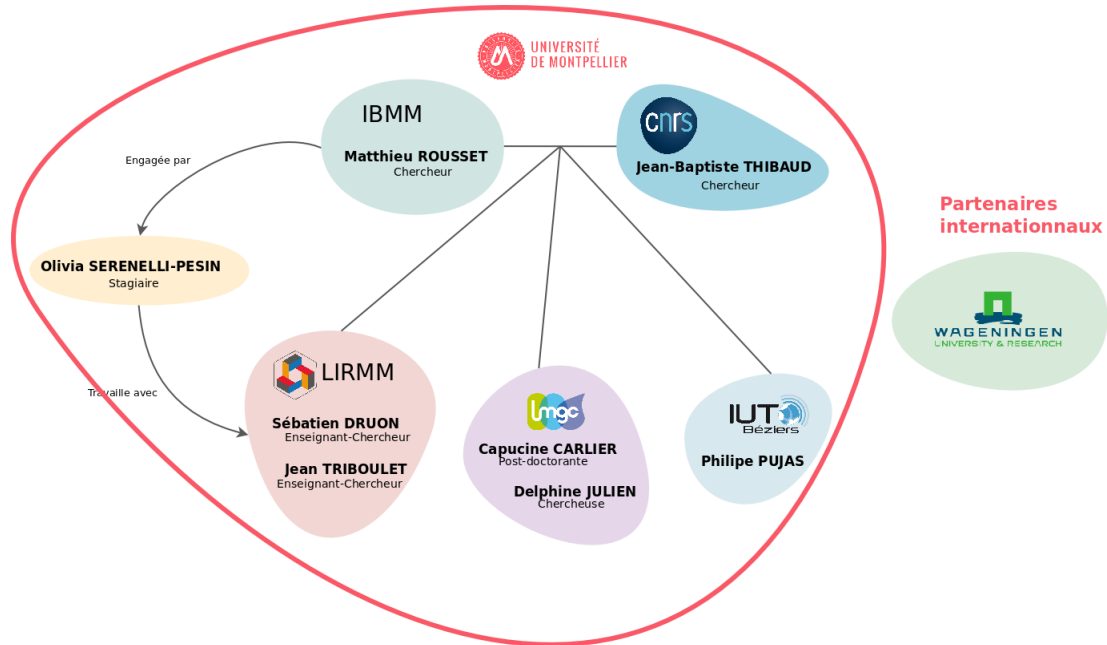 UNIVERSITÉ
DE MONTPELLIER
IBMM
Matthieu ROUSSET
Chercheur
cnrs
Jean-Baptiste THIBAUD
Chercheur
Engagée par
Partenaires
internationnaux
Olivia SERENELLI-PESIN
Stagiaire
WAGENINGEN
UNIVERSITY & RESEARCH
Travaille avec
LIRMM
Sébatien DRUON
Enseignant-Chercheur
Jean TRIBOULET
Enseignant-Chercheur
lmgc
Capucine CARLIER
Post-doctorante
Delphine JULIEN
Chercheuse
IUT
Béziers
Philipe PUJAS